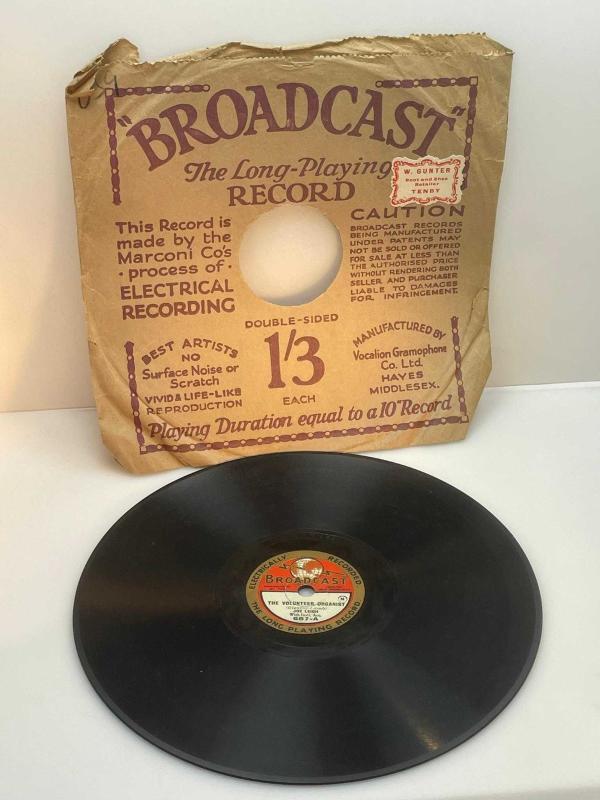 "BROADCAST"
The Long-Playing
RECORD
W. GUNTER
Boot and Shoe
Retailer
TENBY
This Record is
made by the
Marconi Co's
· process of ·
ELECTRICAL
RECORDING
CAUTION
BROADCAST RECORDS
BEING MANUFACTURED
UNDER PATENTS MAY
NOT BE SOLD OR OFFERED
FOR SALE AT LESS THAN
THE AUTHORISED PRICE
WITHOUT RENDERING BOTH
SELLER AND PURCHASER
LIABLE TO DAMAGES
FOR INFRINGEMENT.
DOUBLE-SIDED
1/3
EACH
BEST ARTISTS
NO
Surface Noise or
Scratch
VIVID & LIFE-LIKE
REPRODUCTION
MANUFACTURED BY
Vocalion Gramophone
Co. Ltd.
HAYES
MIDDLESEX.
Playing Duration equal to a 10" Record
ELECTRICALLY RECORDED
BROADCAST
THE VOLUNTEER ORGANIST
JOE LEIGH
687-A
THE LONG PLAYING RECORD